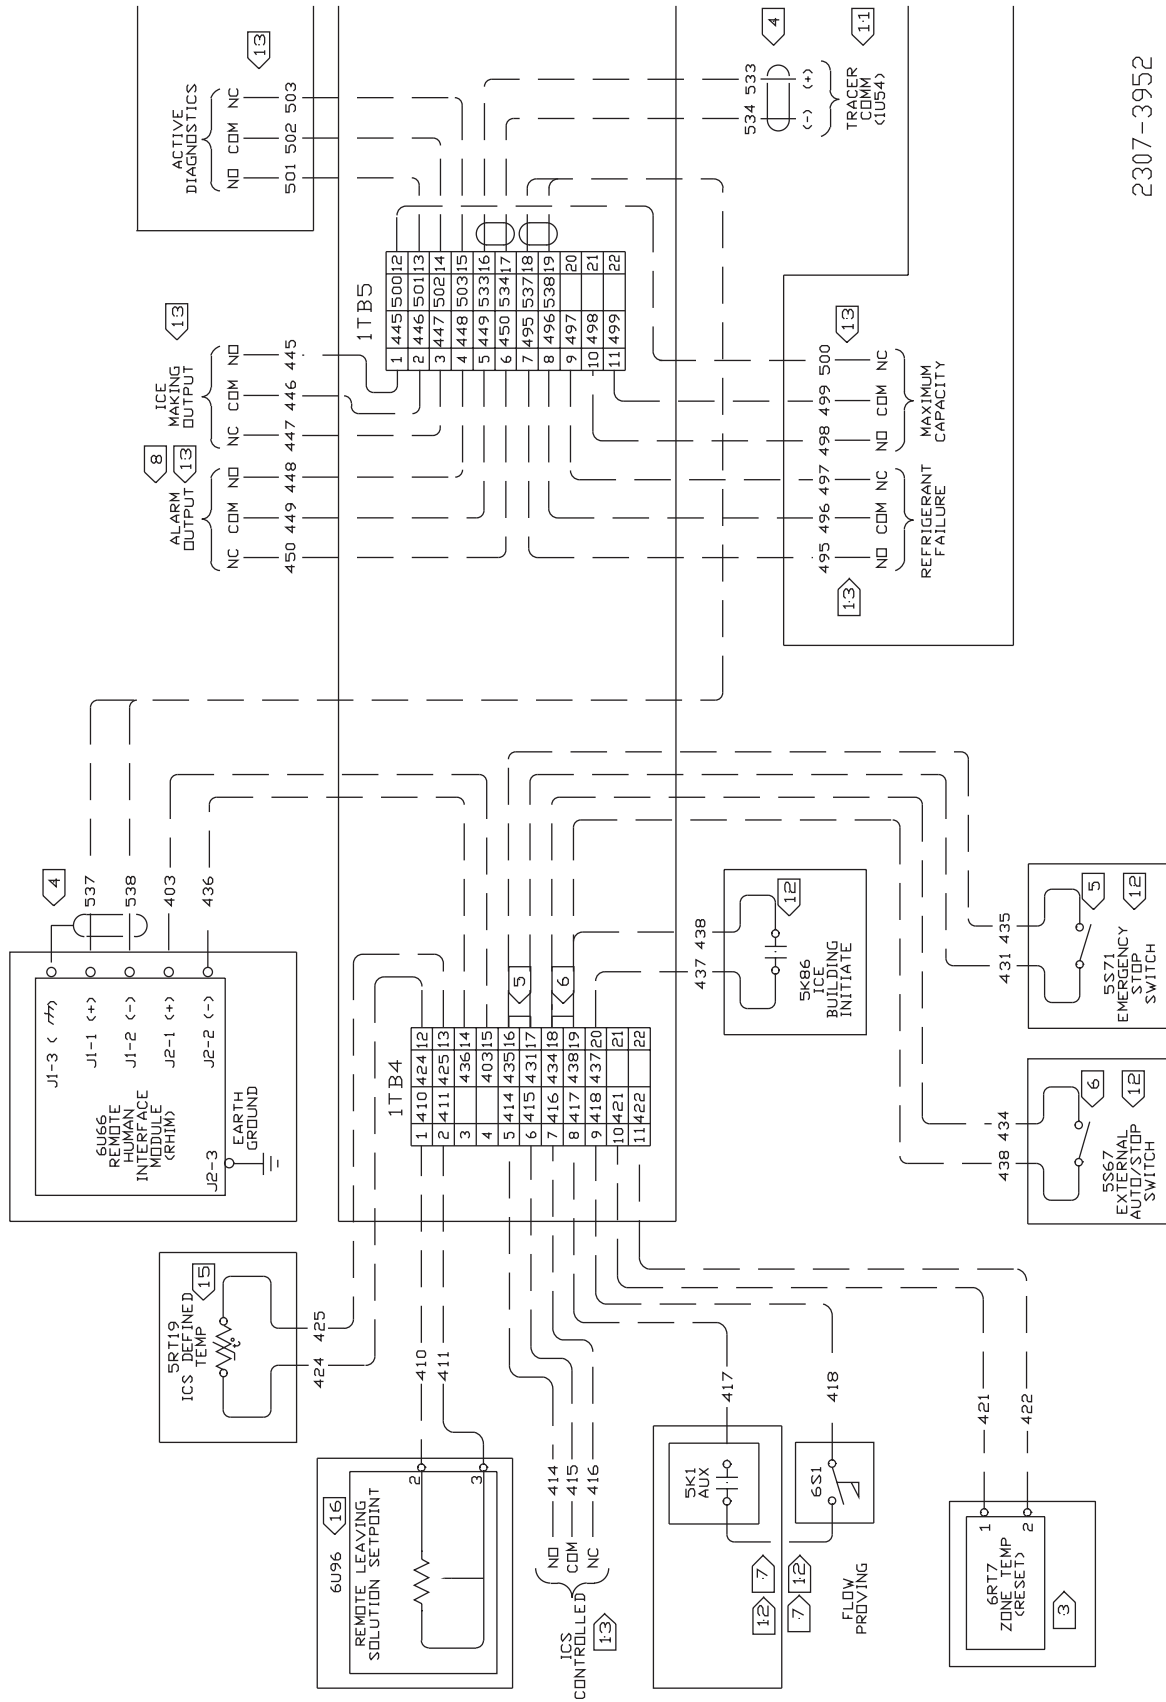 ACTIVE
DIAGNOSTICS
NO COM NC
501 502 503
13
4
534 533
(-) (+)
TRACER
COMM
(1U54)
11
2307-3952
ICE
MAKING
OUTPUT
13
NC COM NO
447 446 445
8
13
ALARM
OUTPUT
NC COM NO
450 449 448
1TB5
1 445 500 12
2 446 501 13
3 447 502 14
4 448 503 15
5 449 533 16
6 450 534 17
7 495 537 18
8 496 538 19
9 497 20
10 498 21
11 499 22
495 496 497 498 499 500
NO COM NC NO COM NC
REFRIGERANT
FAILURE
MAXIMUM
CAPACITY
13
13
4
537
538
403
436
J1-3 (
J1-1 (+)
J1-2 (-)
J2-1 (+)
J2-2 (-)
6U66
REMOTE
HUMAN
INTERFACE
MODULE
(RHIM)
J2-3
EARTH
GROUND
1TB4
1 410 424 12
2 411 425 13
3 436 14
4 403 15
5 414 435 16
6 415 431 17
7 416 434 18
8 417 438 19
9 418 437 20
10 421 21
11 422 22
5
6
437 438
5K86
ICE
BUILDING
INITIATE
12
431 435
5S71
EMERGENCY
STOP
SWITCH
5
12
438 434
5S67
EXTERNAL
AUTO/STOP
SWITCH
6
12
5RT19
ICS DEFINED
TEMP
15
t°
424 425
6U96
16
REMOTE LEAVING
SOLUTION SETPOINT
2
3
410
411
ICS
CONTROLLED
13
NO 414
COM 415
NC 416
5K1
AUX
417
12
7
7
12
6S1
418
FLOW
PROVING
6RT7
ZONE TEMP
(RESET)
1
2
3
421
422